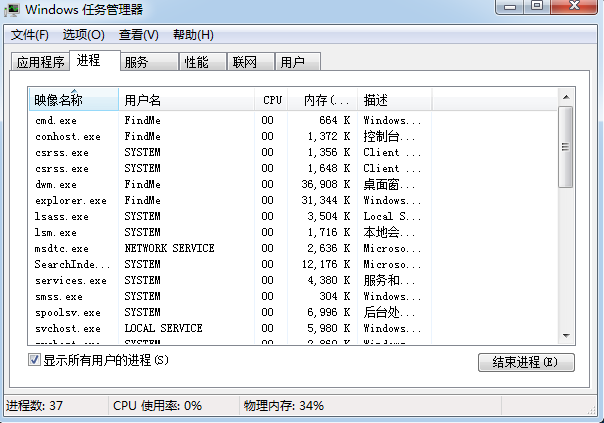 Windows 任务管理器
文件(F) 选项(O) 查看(V) 帮助(H)
应用程序 进程 服务 性能 联网 用户
映像名称 用户名 CPU 内存(... 描述
cmd.exe FindMe 00 664 K Windows...
conhost.exe FindMe 00 1,372 K 控制台...
csrss.exe SYSTEM 00 1,356 K Client ...
csrss.exe SYSTEM 00 1,648 K Client ...
dwm.exe FindMe 00 36,908 K 桌面窗...
explorer.exe FindMe 00 31,344 K Windows...
lsass.exe SYSTEM 00 3,504 K Local S...
lsm.exe SYSTEM 00 1,716 K 本地会...
msdtc.exe NETWORK SERVICE 00 2,636 K Microso...
SearchInde... SYSTEM 00 12,176 K Microso...
services.exe SYSTEM 00 4,380 K 服务和...
smss.exe SYSTEM 00 304 K Windows...
spoolsv.exe SYSTEM 00 6,996 K 后台处...
svchost.exe LOCAL SERVICE 00 5,980 K Windows...
svchost.exe SYSTEM 00 2,860 K Windows...
显示所有用户的进程(S) 结束进程(E)
进程数: 37 CPU 使用率: 0% 物理内存: 34%